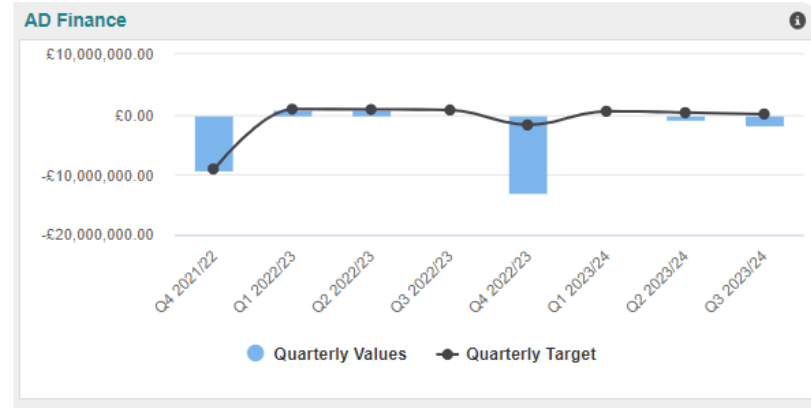 AD Finance
£10,000,000.00
£0.00
-£10,000,000.00
-£20,000,000.00
Q4 2021/22
Q1 2022/23
Q2 2022/23
Q3 2022/23
Q4 2022/23
Q1 2023/24
Q2 2023/24
Q3 2023/24
Quarterly Values
Quarterly Target